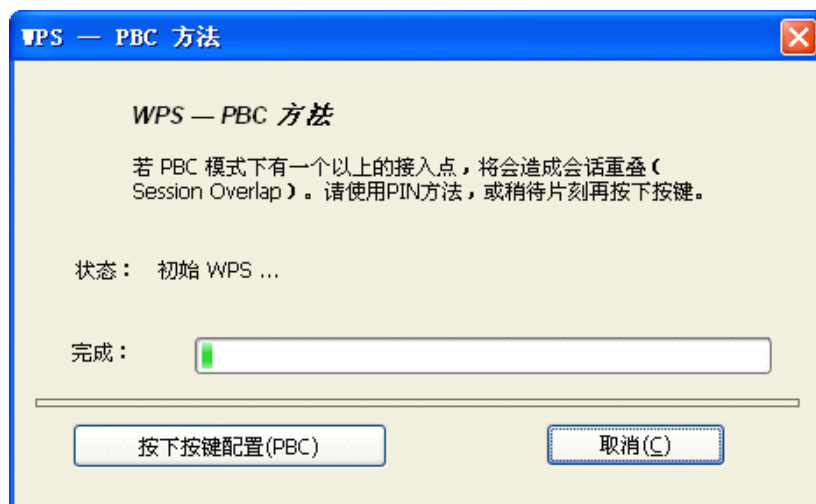 WPS — PBC 方法
WPS — PBC 方法
若 PBC 模式下有一个以上的接入点，将会造成会话重叠（
Session Overlap）。请使用PIN方法，或稍待片刻再按下按键。
状态： 初始 WPS ...
完成：
按下按键配置(PBC) 取消(C)